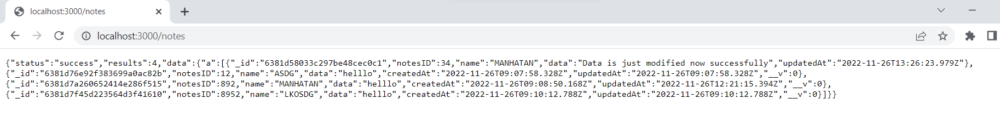 localhost:3000/notes
localhost:3000/notes
{"status":"success","results":4,"data":{"a":[{"_id":"6381d58033c297be48cec0c1","notesID":34,"name":"MANHATAN","data":"Data is just modified now successfully","updatedAt":"2022-11-26T13:26:23.979Z"},
{"_id":"6381d76e92f383699a0ac82b","notesID":12,"name":"ASDG","data":"helllo","createdAt":"2022-11-26T09:07:58.328Z","updatedAt":"2022-11-26T09:07:58.328Z","__v":0},
{"_id":"6381d7a260652414e286f515","notesID":892,"name":"MANHATAN","data":"helllo","createdAt":"2022-11-26T09:08:50.168Z","updatedAt":"2022-11-26T12:21:15.394Z","__v":0},
{"_id":"6381d7f45d223564d3f41610","notesID":8952,"name":"LKOSDG","data":"helllo","createdAt":"2022-11-26T09:10:12.788Z","updatedAt":"2022-11-26T09:10:12.788Z","__v":0}]}}